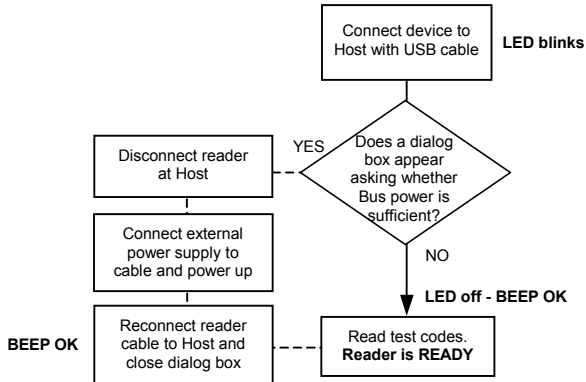 Connect device to
Host with USB cable
LED blinks
Does a dialog
box appear
asking whether
Bus power is
sufficient?
YES
Disconnect reader
at Host
Connect external
power supply to
cable and power up
NO
LED off - BEEP OK
BEEP OK
Reconnect reader
cable to Host and
close dialog box
Read test codes.
Reader is READY